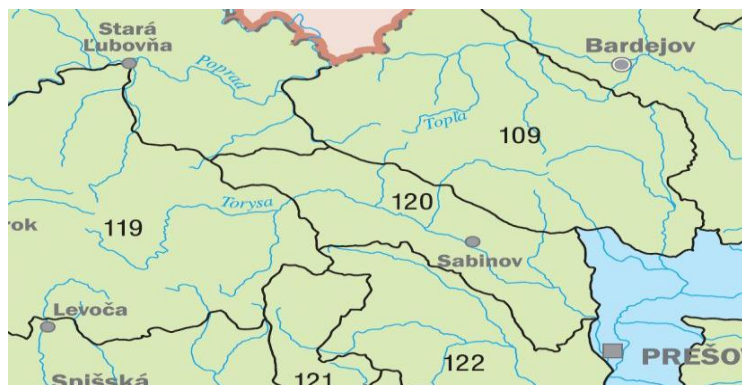 Stará
Ľubovňa
Poprad
Bardejov
Topľa
109
120
Torysa
119
rok
Sabinov
Levoča
PREŠO
122
121
Spišská